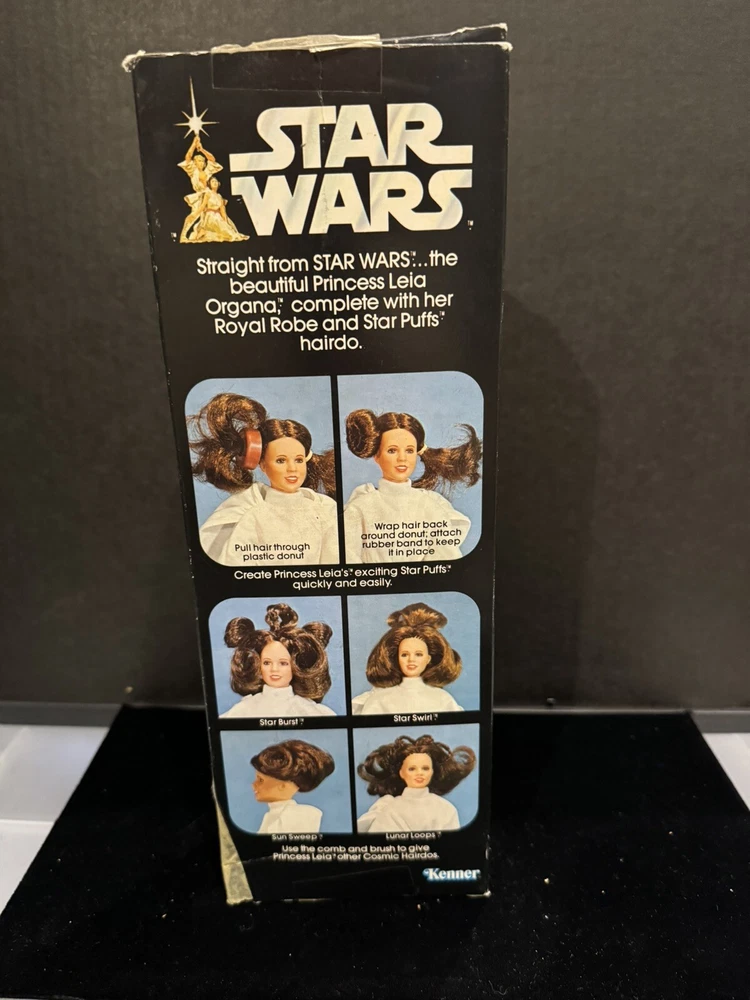 STAR
WARS
Straight from STAR WARS™...the
beautiful Princess Leia
Organa,™ complete with her
Royal Robe and Star Puffs™
hairdo.
Pull hair through
plastic donut
Wrap hair back
around donut; attach
rubber band to keep
it in place
Create Princess Leia's™ exciting Star Puffs™
quickly and easily.
Star Burst™
Star Swirl™
Sun Sweep™
Lunar Loops™
Use the comb and brush to give
Princess Leia™ other Cosmic Hairdos.
Kenner